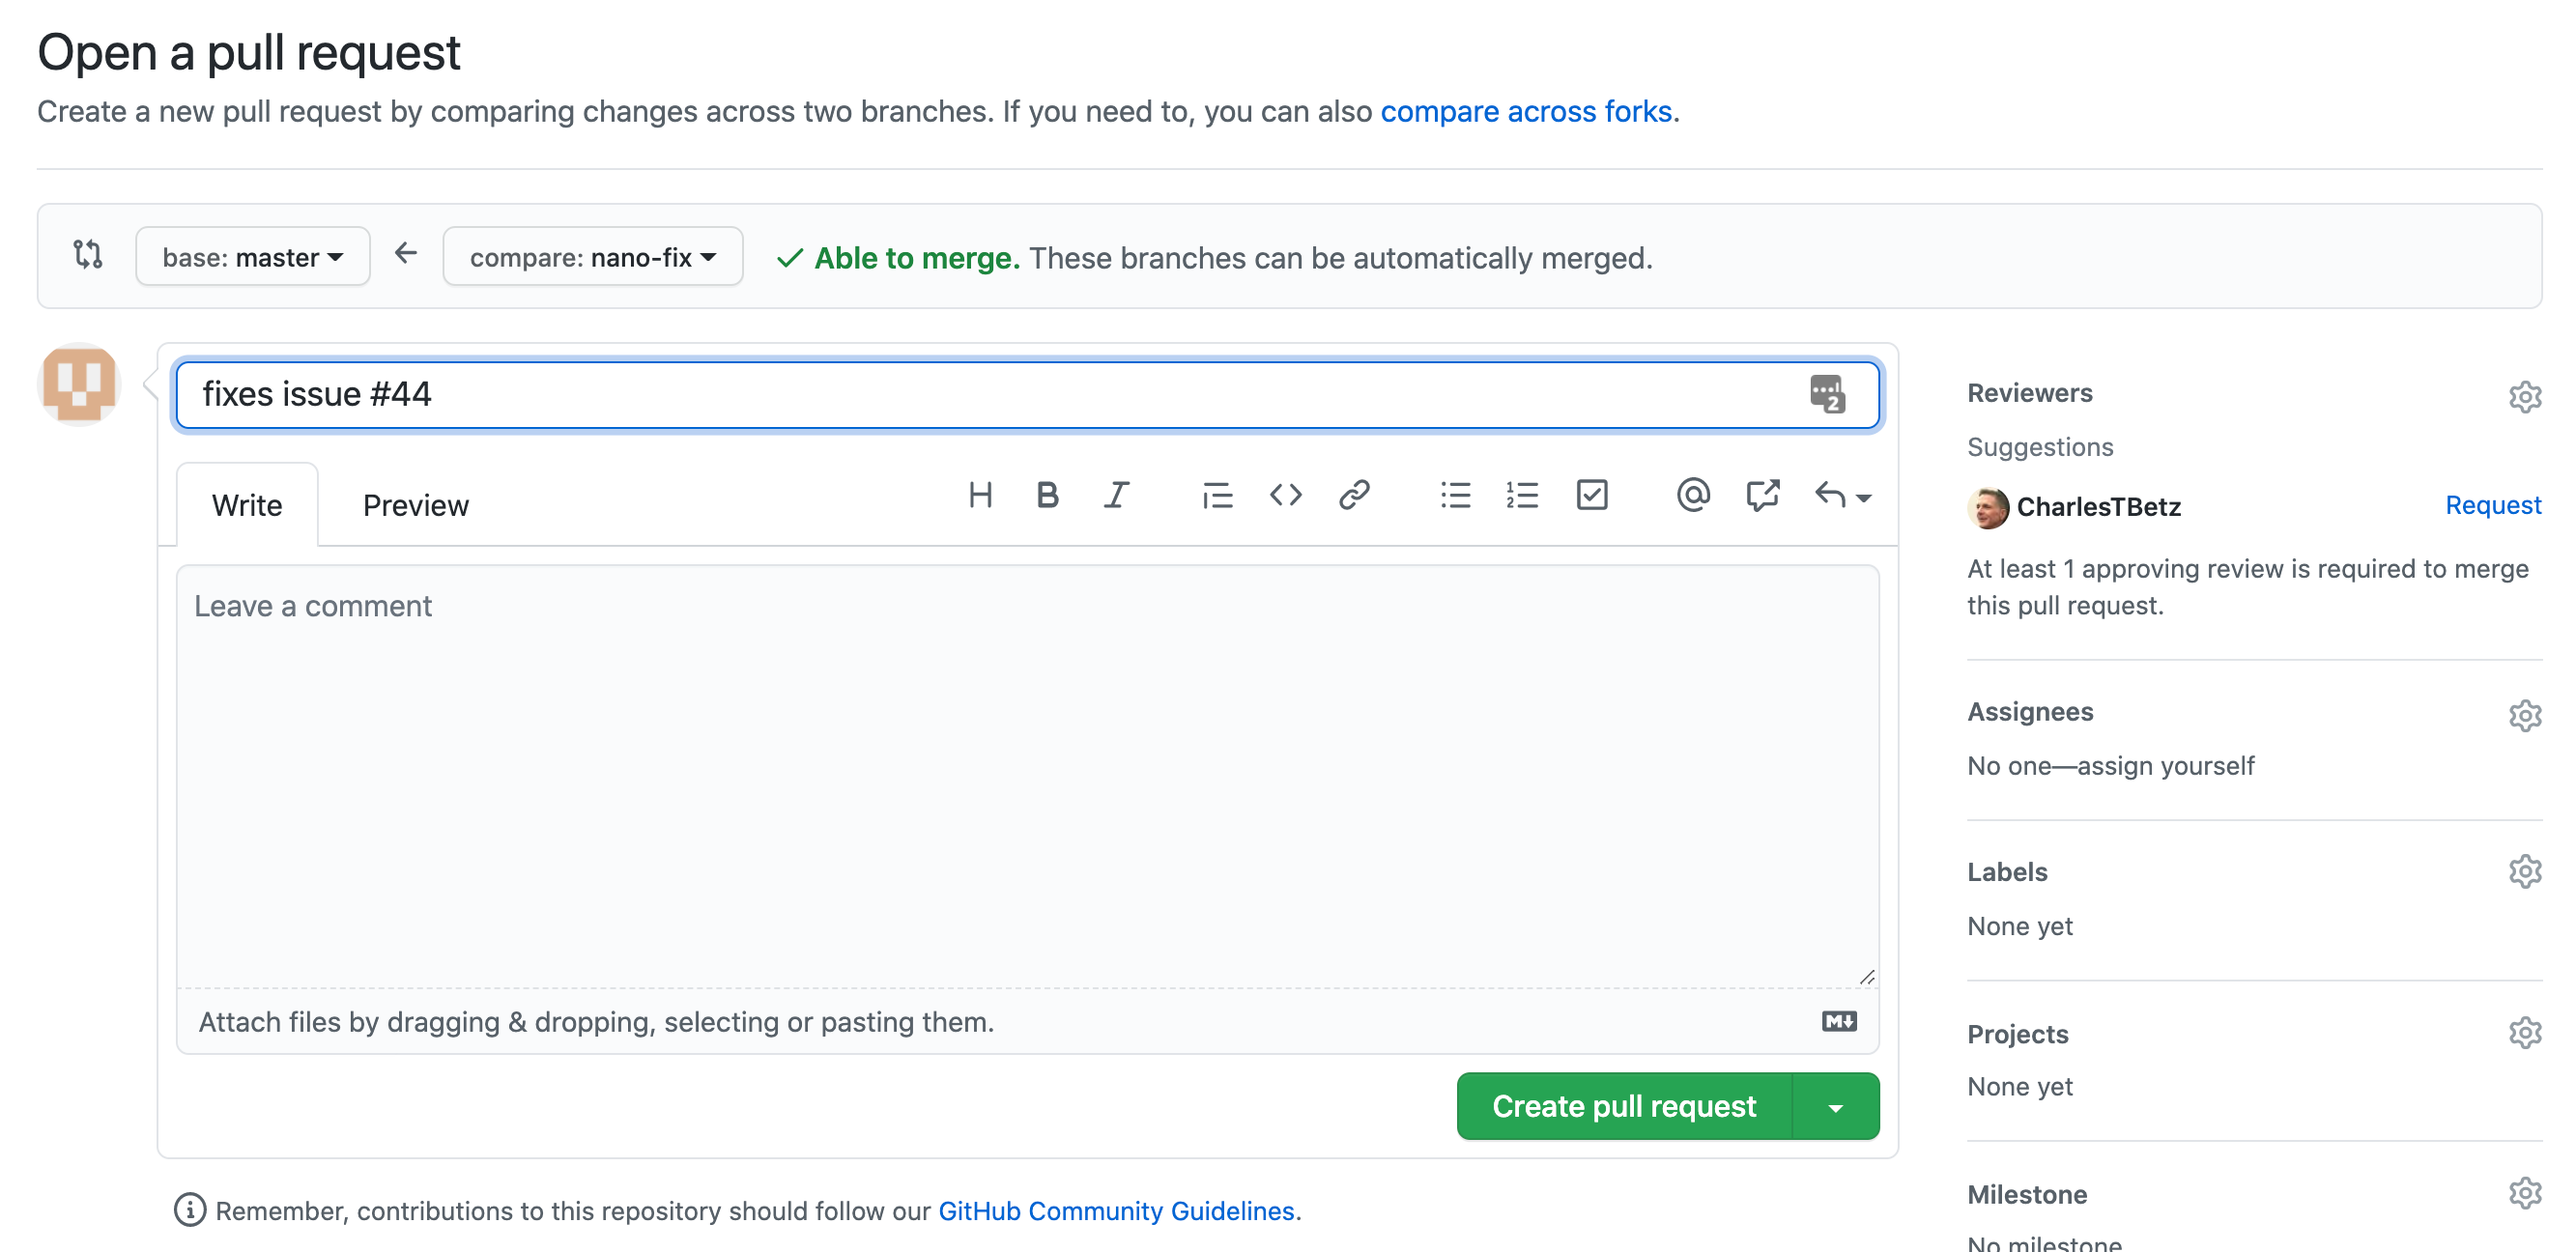 Open a pull request
Create a new pull request by comparing changes across two branches. If you need to, you can also compare across forks.
base: master
compare: nano-fix
Able to merge. These branches can be automatically merged.
fixes issue #44
2
Write
Preview
Leave a comment
Attach files by dragging & dropping, selecting or pasting them.
Create pull request
Remember, contributions to this repository should follow our GitHub Community Guidelines.
Reviewers
Suggestions
CharlesTBetz
Request
At least 1 approving review is required to merge
this pull request.
Assignees
No one—assign yourself
Labels
None yet
Projects
None yet
Milestone
No milestone